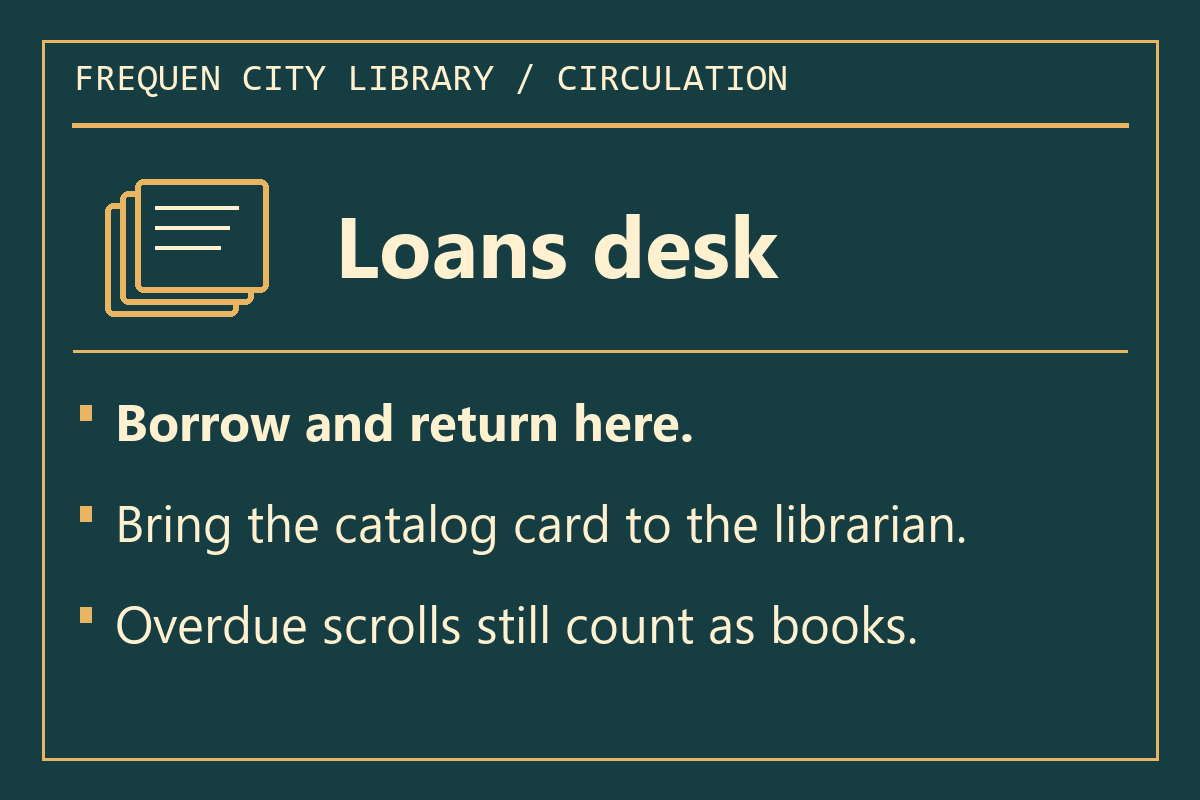 FREQUEN CITY LIBRARY / CIRCULATION
Loans desk
Borrow and return here.
Bring the catalog card to the librarian.
Overdue scrolls still count as books.